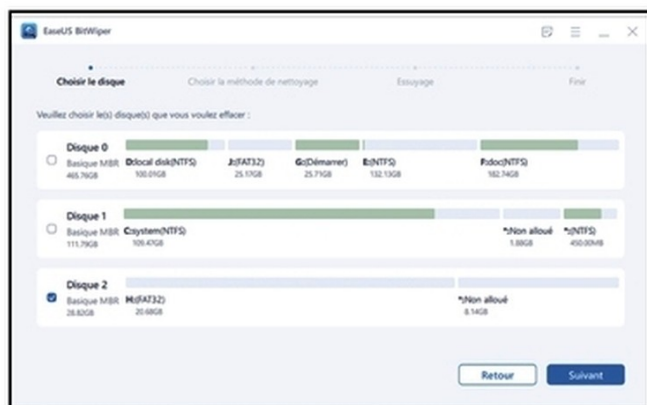 EaseUS BitWiper
Choisir le disque
Choisir la méthode de nettoyage
Essuyage
Finir
Veuillez choisir le(s) disque(s) que vous voulez effacer :
Disque 0
Basique MBR
465.76GB
D:local disk(NTFS)
100.01GB
J:(FAT32)
25.17GB
G:(Démarrer)
25.71GB
E:(NTFS)
132.13GB
F:doc(NTFS)
182.74GB
Disque 1
Basique MBR
111.79GB
C:system(NTFS)
109.47GB
*:Non alloué
1.88GB
*:(NTFS)
450.00MB
Disque 2
Basique MBR
28.82GB
H:(FAT32)
20.68GB
*:Non alloué
8.14GB
Retour
Suivant